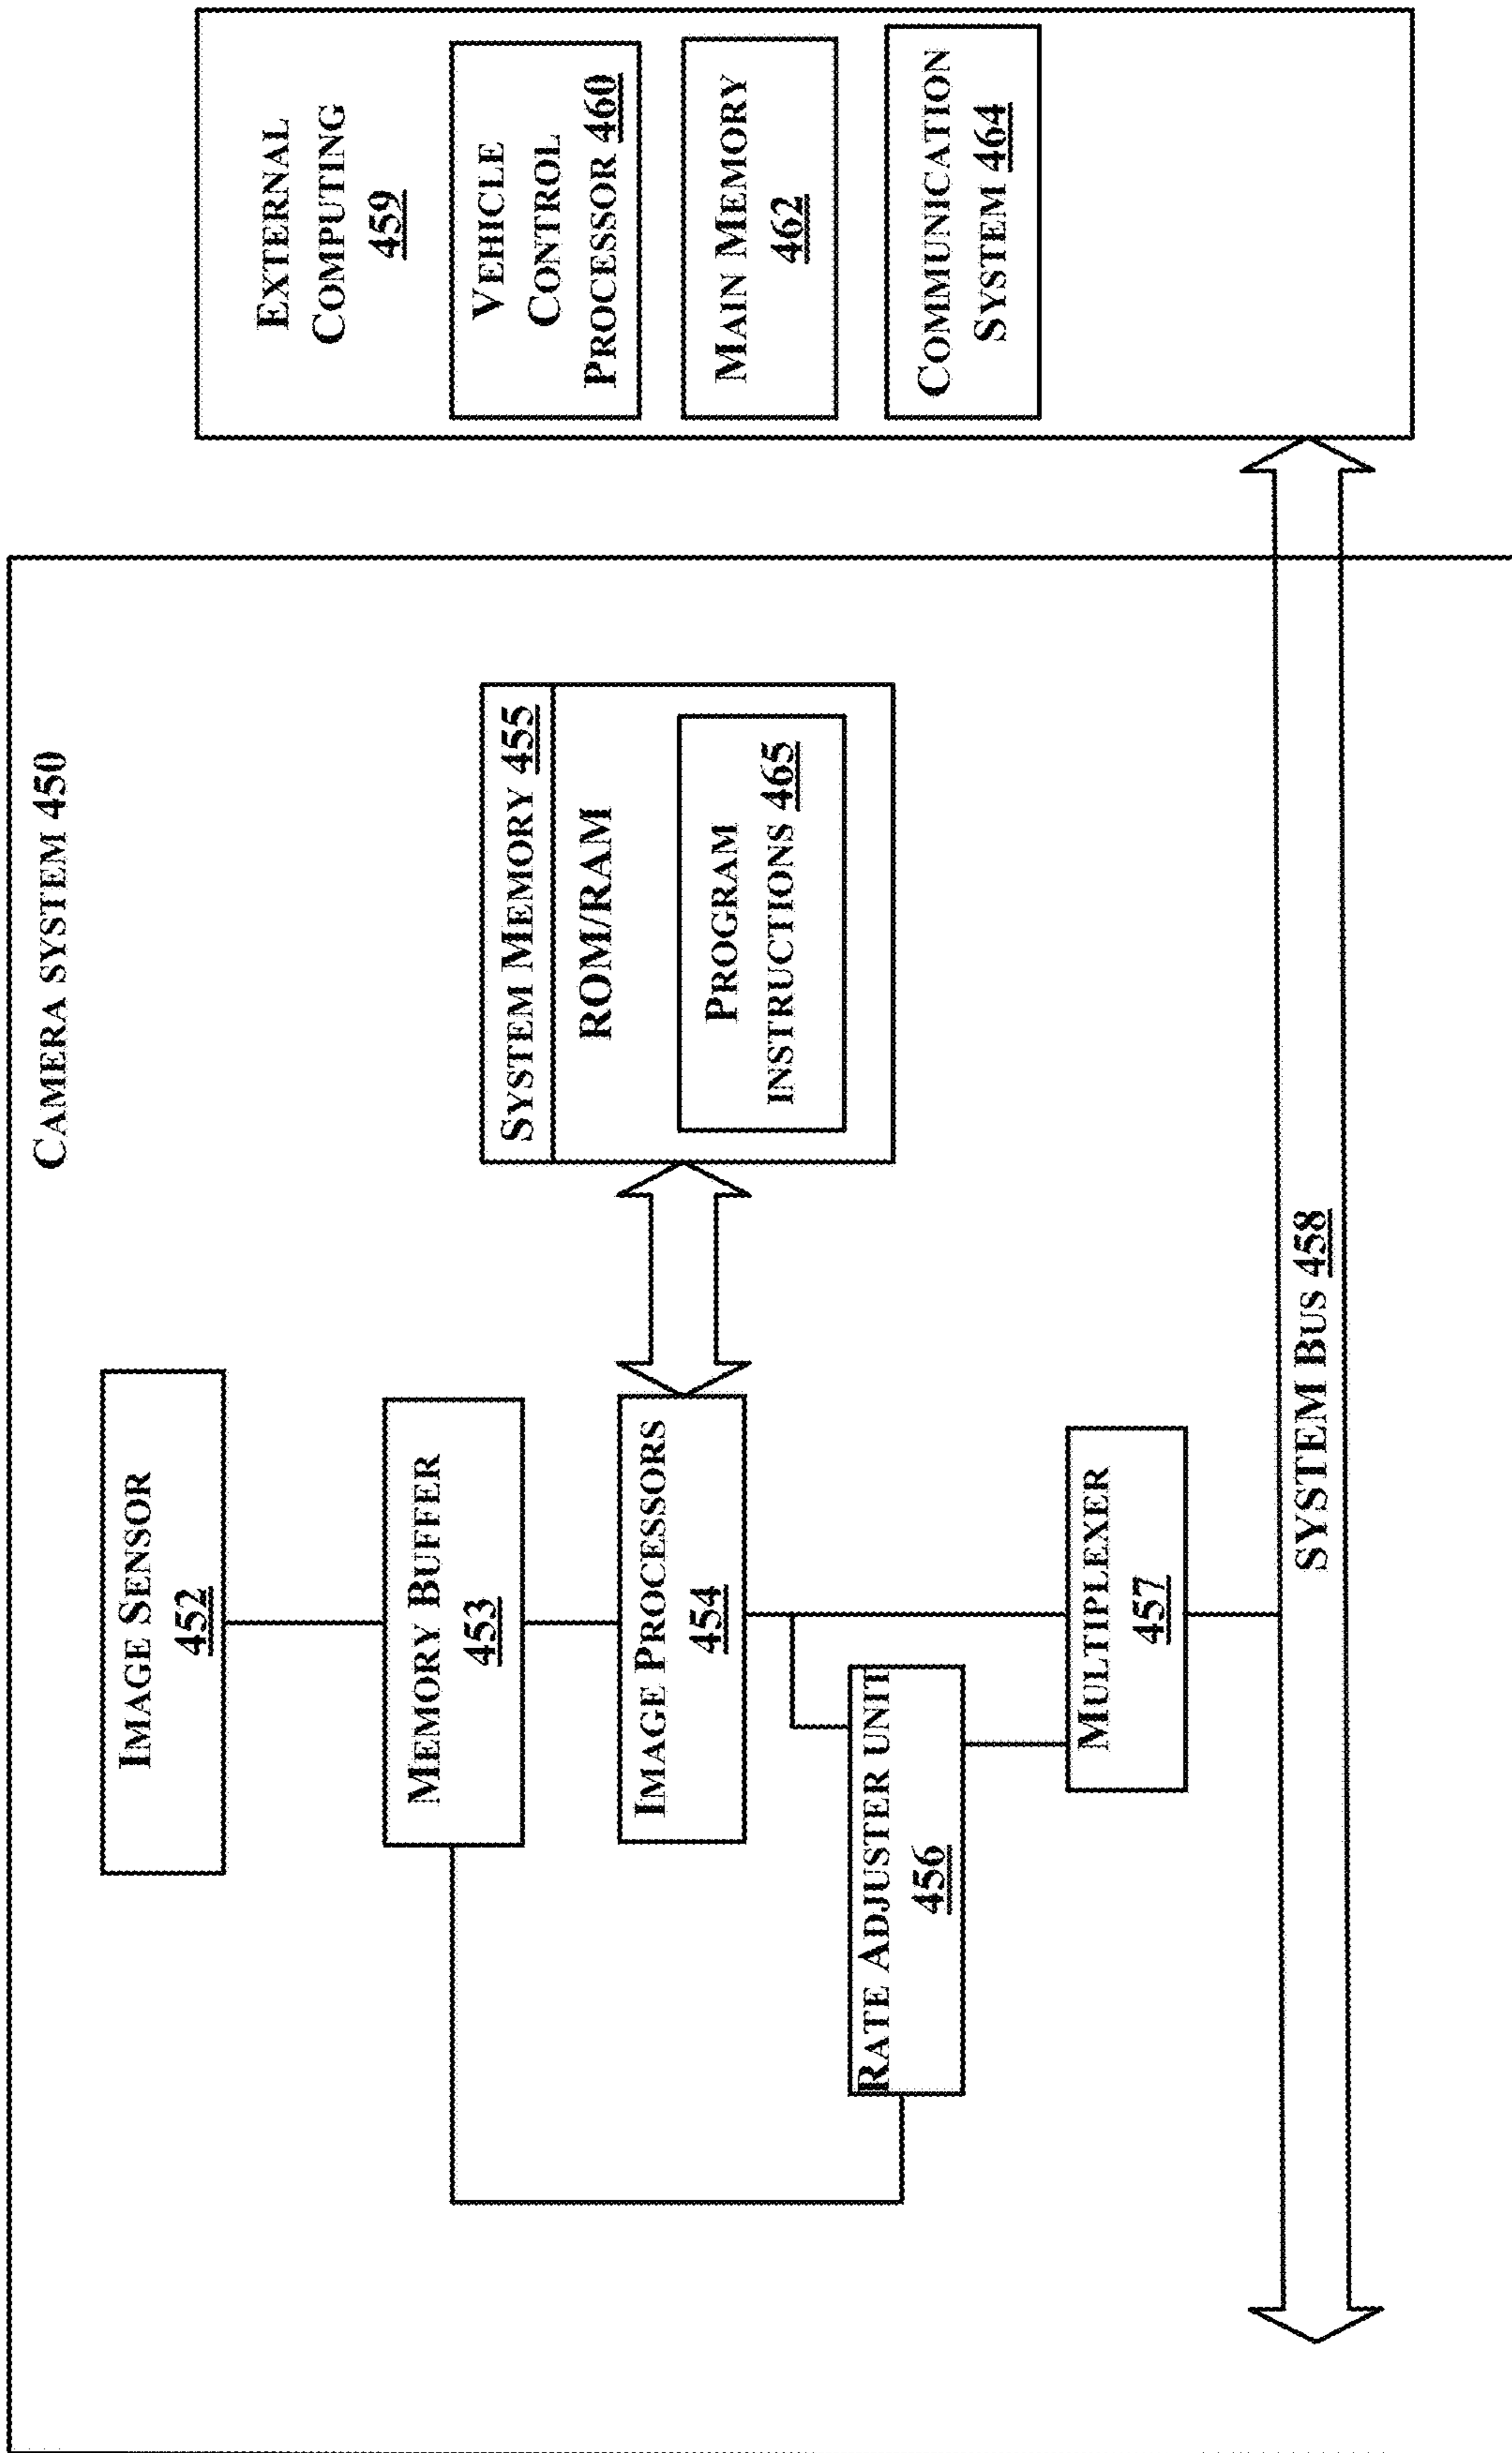 CAMERA SYSTEM 450
IMAGE SENSOR
452
MEMORY BUFFER
453
IMAGE PROCESSORS
454
SYSTEM MEMORY 455
ROM/RAM
PROGRAM
INSTRUCTIONS 465
RATE ADJUSTER UNIT
456
MULTIPLEXER
457
SYSTEM BUS 458
EXTERNAL
COMPUTING
459
VEHICLE
CONTROL
PROCESSOR 460
MAIN MEMORY
462
COMMUNICATION
SYSTEM 464